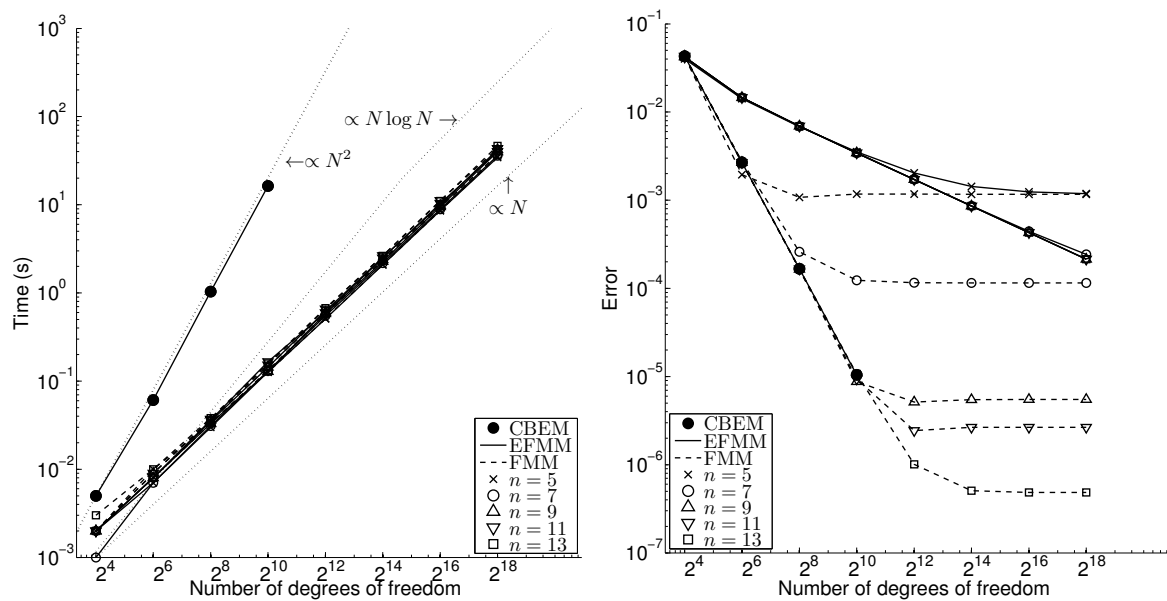 10^3
10^2
10^1
10^0
10^{-1}
10^{-2}
10^{-3}
Time (s)
∝ N log N →
←∝ N^2
↑
∝ N
CBEM
EFMM
FMM
n = 5
n = 7
n = 9
n = 11
n = 13
2^4 2^6 2^8 2^{10} 2^{12} 2^{14} 2^{16} 2^{18}
Number of degrees of freedom
10^{-1}
10^{-2}
10^{-3}
10^{-4}
10^{-5}
10^{-6}
10^{-7}
Error
CBEM
EFMM
FMM
n = 5
n = 7
n = 9
n = 11
n = 13
2^4 2^6 2^8 2^{10} 2^{12} 2^{14} 2^{16} 2^{18}
Number of degrees of freedom